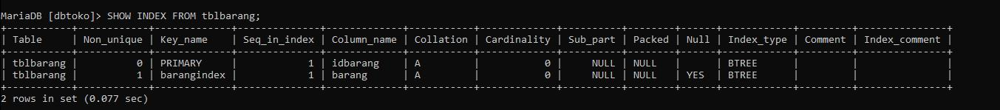 MariaDB [dbtoko]> SHOW INDEX FROM tblbarang;
+-----------+------------+-------------+--------------+-------------+-----------+-------------+----------+--------+------+------------+---------+---------------+
| Table     | Non_unique | Key_name    | Seq_in_index | Column_name | Collation | Cardinality | Sub_part | Packed | Null | Index_type | Comment | Index_comment |
+-----------+------------+-------------+--------------+-------------+-----------+-------------+----------+--------+------+------------+---------+---------------+
| tblbarang |          0 | PRIMARY     |            1 | idbarang    | A         |           0 |     NULL | NULL   |      | BTREE      |         |               |
| tblbarang |          1 | barangindex |            1 | barang      | A         |           0 |     NULL | NULL   | YES  | BTREE      |         |               |
+-----------+------------+-------------+--------------+-------------+-----------+-------------+----------+--------+------+------------+---------+---------------+
2 rows in set (0.077 sec)